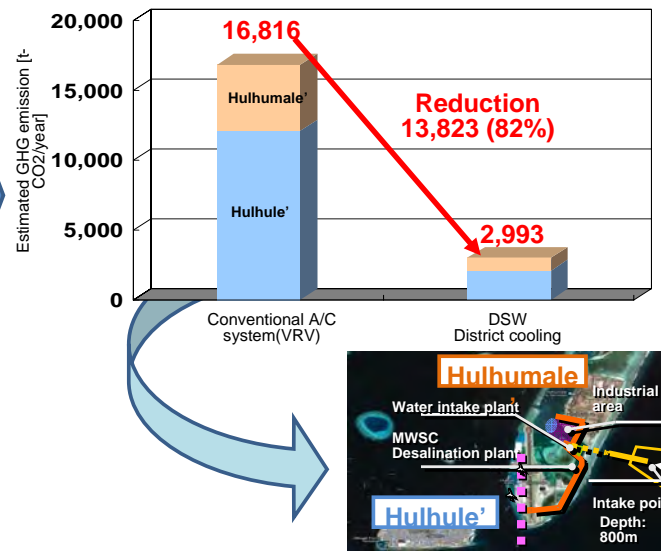 20,000
15,000
10,000
5,000
0
Estimated GHG emission [t-
CO2/year]
16,816
Hulhumale'
Hulhule'
Reduction
13,823 (82%)
2,993
Conventional A/C
system(VRV)
DSW
District cooling
Hulhumale
'
Industrial
area
Water intake plant
MWSC
Desalination plant
Hulhule'
Intake poi
Depth:
800m